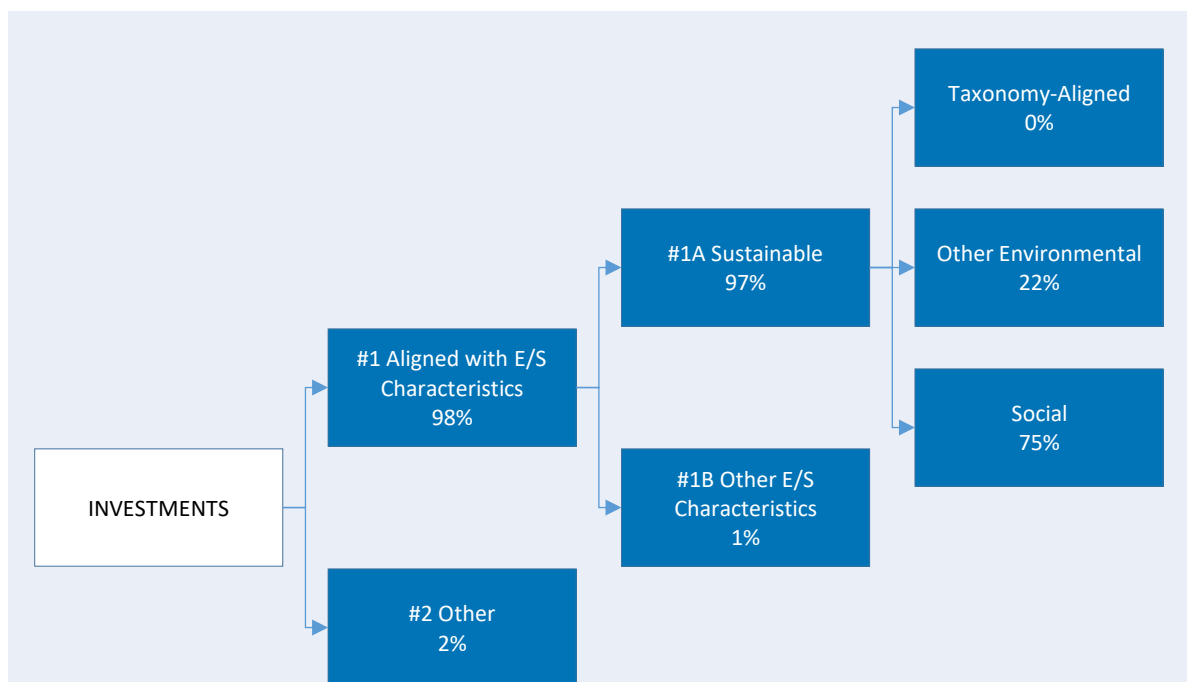 Taxonomy-Aligned
0%
#1A Sustainable
97%
Other Environmental
22%
#1 Aligned with E/S
Characteristics
98%
Social
75%
INVESTMENTS
#1B Other E/S
Characteristics
1%
#2 Other
2%